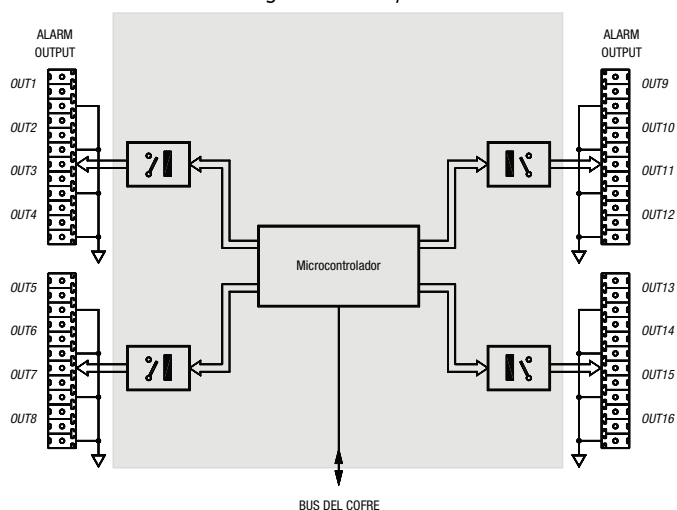 ALARM
OUTPUT
OUT1
OUT2
OUT3
OUT4
OUT5
OUT6
OUT7
OUT8
Microcontrolador
BUS DEL COFRE
ALARM
OUTPUT
OUT9
OUT10
OUT11
OUT12
OUT13
OUT14
OUT15
OUT16